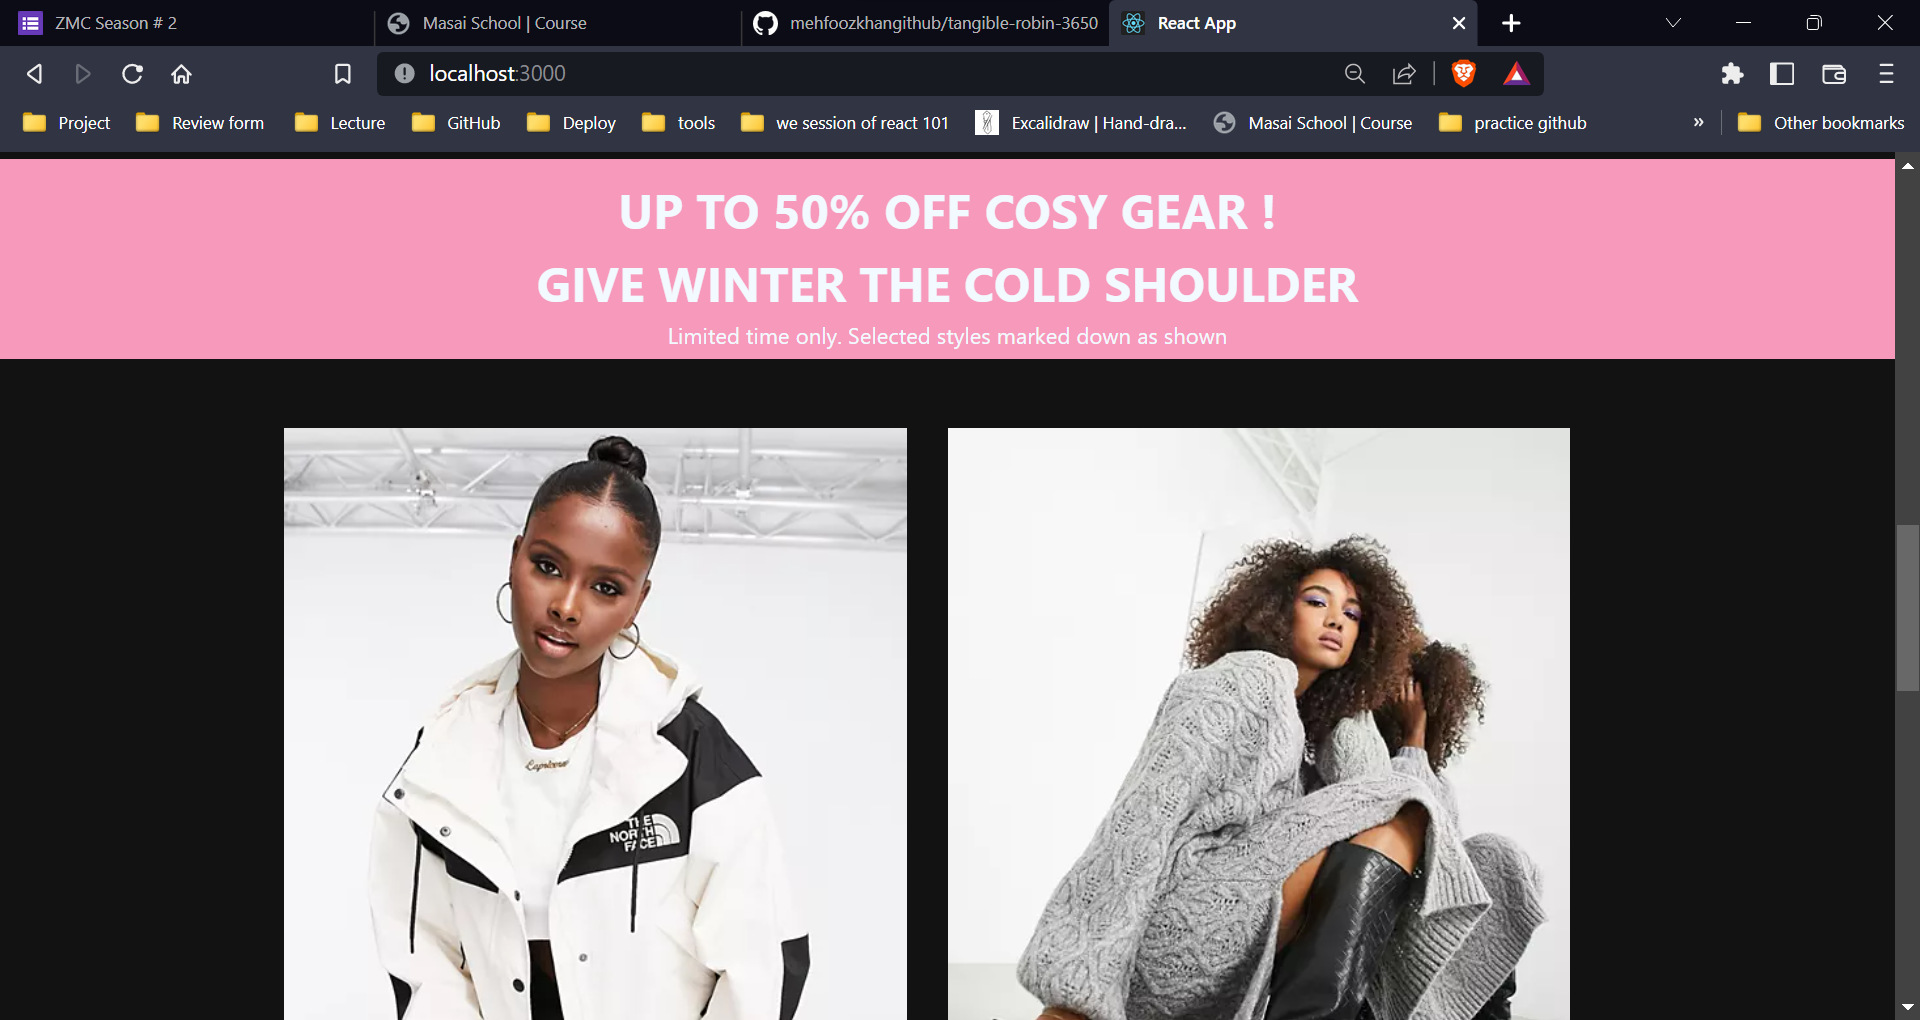 ZMC Season # 2
Masai School | Course
mehfoozkhangithub/tangible-robin-3650
React App
localhost:3000
Project
Review form
Lecture
GitHub
Deploy
tools
we session of react 101
Excalidraw | Hand-dra...
Masai School | Course
practice github
»
Other bookmarks
UP TO 50% OFF COSY GEAR !
GIVE WINTER THE COLD SHOULDER
Limited time only. Selected styles marked down as shown
Capricorn
THE
NORTH
FACE